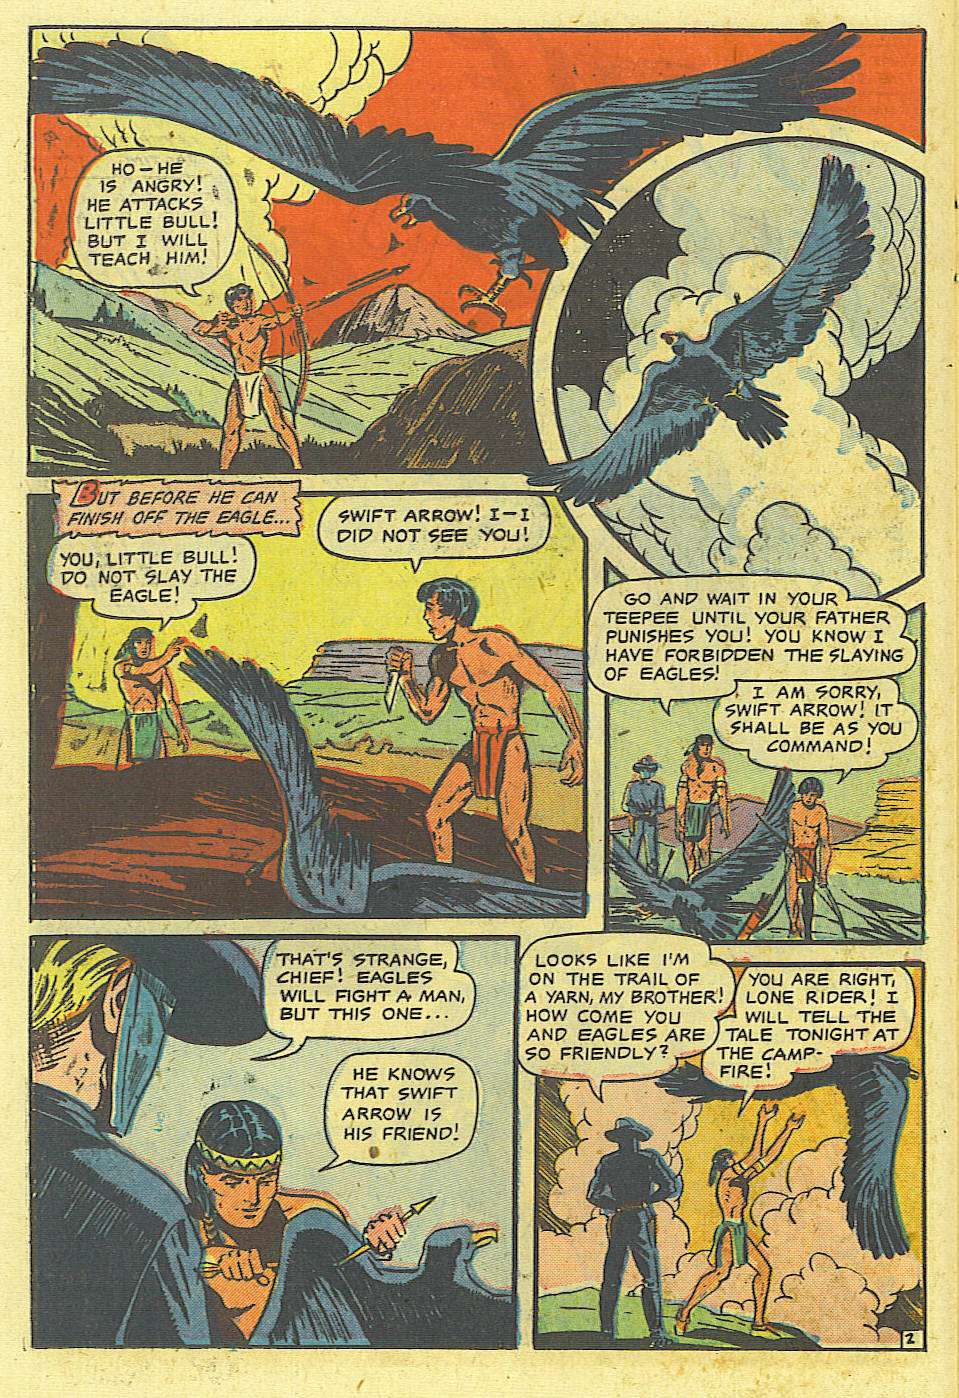 HO-HE
IS ANGRY!
HE ATTACKS
LITTLE BULL!
BUT I WILL
TEACH HIM!
BUT BEFORE HE CAN
FINISH OFF THE EAGLE...
YOU, LITTLE BULL!
DO NOT SLAY THE
EAGLE!
SWIFT ARROW! I-I
DID NOT SEE YOU!
GO AND WAIT IN YOUR
TEEPEE UNTIL YOUR FATHER
PUNISHES YOU! YOU KNOW I
HAVE FORBIDDEN THE SLAYING
OF EAGLES!
I AM SORRY,
SWIFT ARROW! IT
SHALL BE AS YOU
COMMAND!
THAT'S STRANGE,
CHIEF! EAGLES
WILL FIGHT A MAN,
BUT THIS ONE...
HE KNOWS
THAT SWIFT
ARROW IS
HIS FRIEND!
LOOKS LIKE I'M
ON THE TRAIL OF
A YARN, MY BROTHER!
HOW COME YOU
AND EAGLES ARE
SO FRIENDLY?
YOU ARE RIGHT,
LONE RIDER! I
WILL TELL THE
TALE TONIGHT AT
THE CAMP-
FIRE!
2